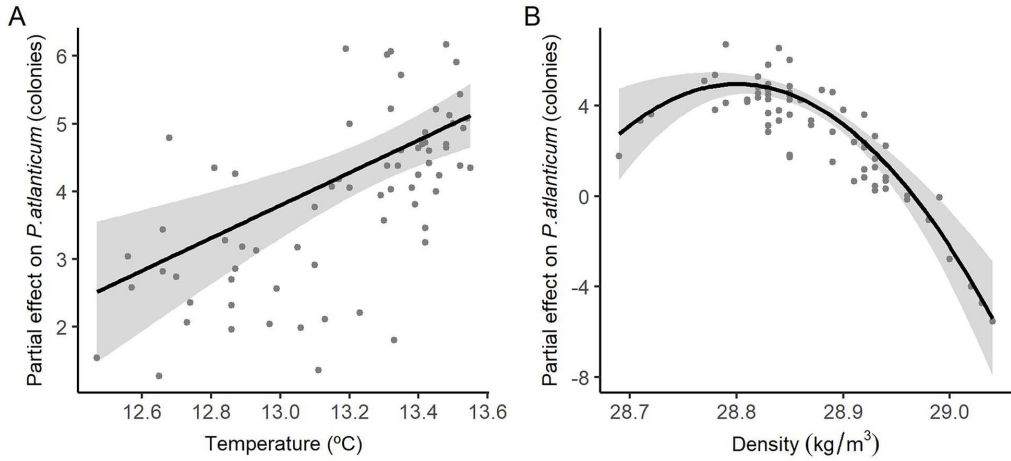 A
Partial effect on P.atlanticum (colonies)
6
5
4
3
2
12.6 12.8 13.0 13.2 13.4 13.6
Temperature (ºC)
B
Partial effect on P.atlanticum (colonies)
4
0
-4
-8
28.7 28.8 28.9 29.0
Density (kg/m³)